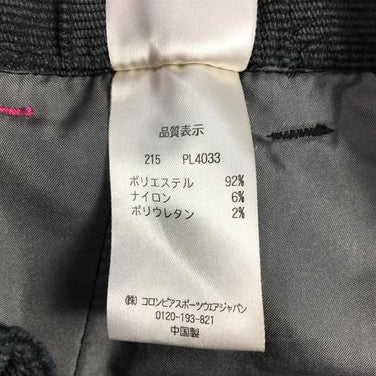 品質表示
215 PL4033
ポリエステル 92%
ナイロン 6%
ポリウレタン 2%
(株) コロンビアスポーツウエアジャパン
0120-193-821
中国製